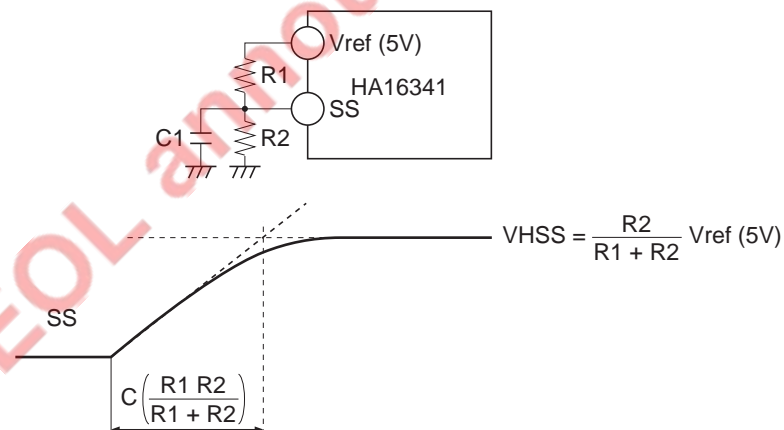 Vref (5V)
R1
HA16341
SS
C1
R2
VHSS = R2 / R1 + R2 Vref (5V)
SS
C ( R1 R2 / R1 + R2 )
EOL annou